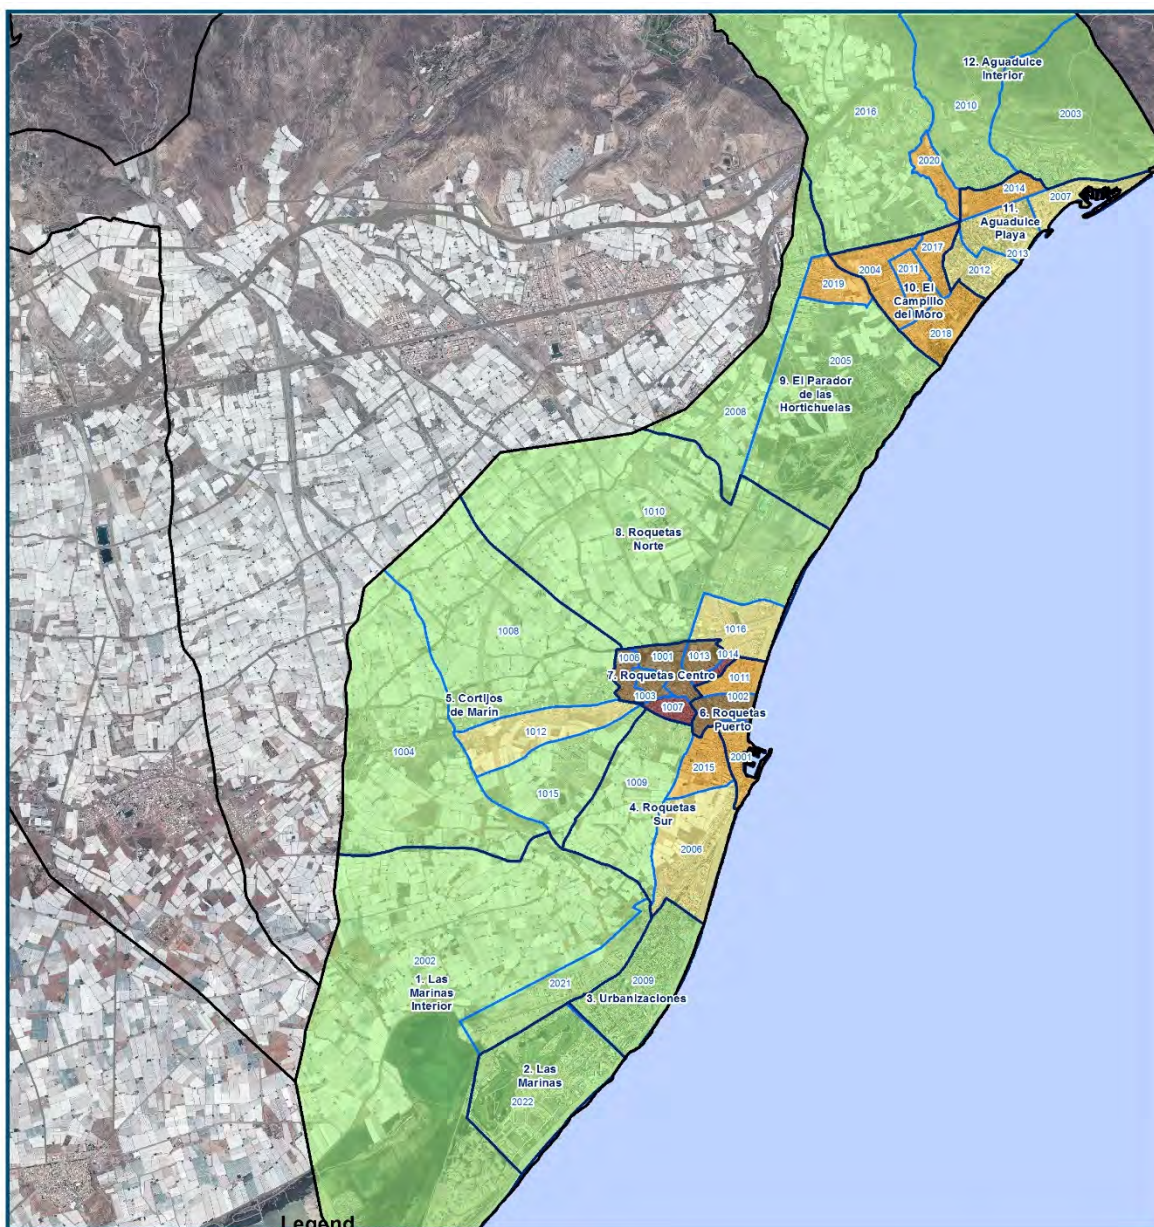 12. Aguadulce
Interior
2016
2010
2003
2020
2014
2007
11.
Aguadulce
Playa
2017
2013
2004
2011
2012
2019
10. El
Campillo
del Moro
2018
2005
9. El Parador
de las
Hortichuelas
2008
1010
8. Roquetas
Norte
1008
1016
1006
1001
1013
1014
7. Roquetas Centro
1011
5. Cortijos
de Marin
1003
1002
1007
6. Roquetas
Puerto
1012
1004
2001
2015
1009
1015
4. Roquetas
Sur
2006
2002
1. Las
Marinas
Interior
2021
2009
3. Urbanizaciones
2. Las
Marinas
2022
Legend